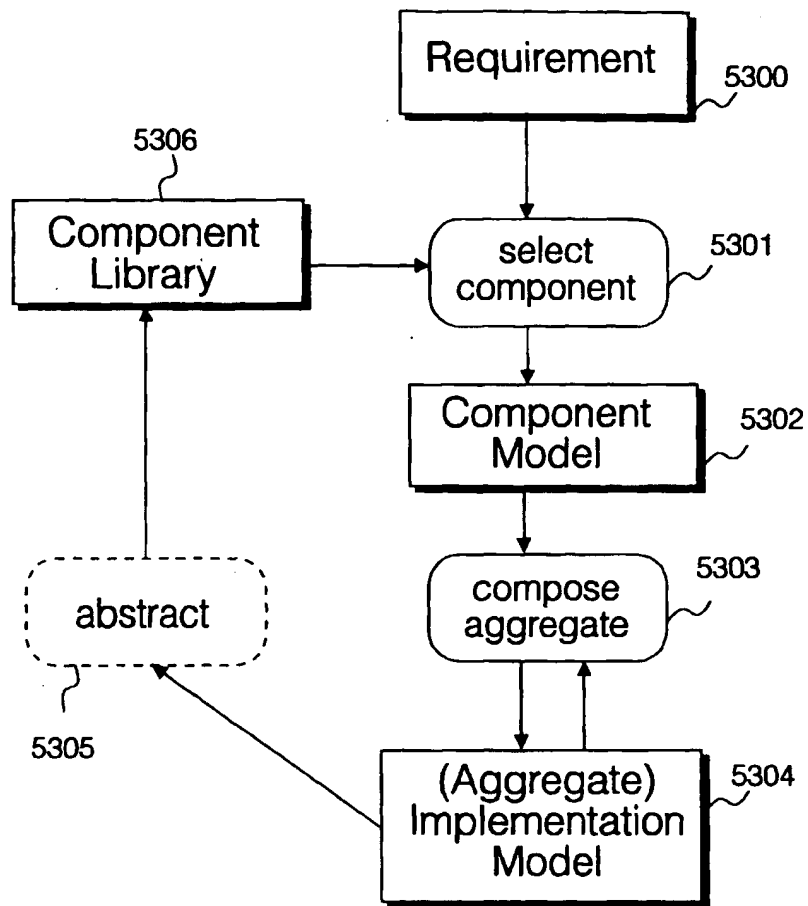 Requirement
5300
5306
Component
Library
select
component
5301
Component
Model
5302
compose
aggregate
5303
abstract
5305
(Aggregate)
Implementation
Model
5304